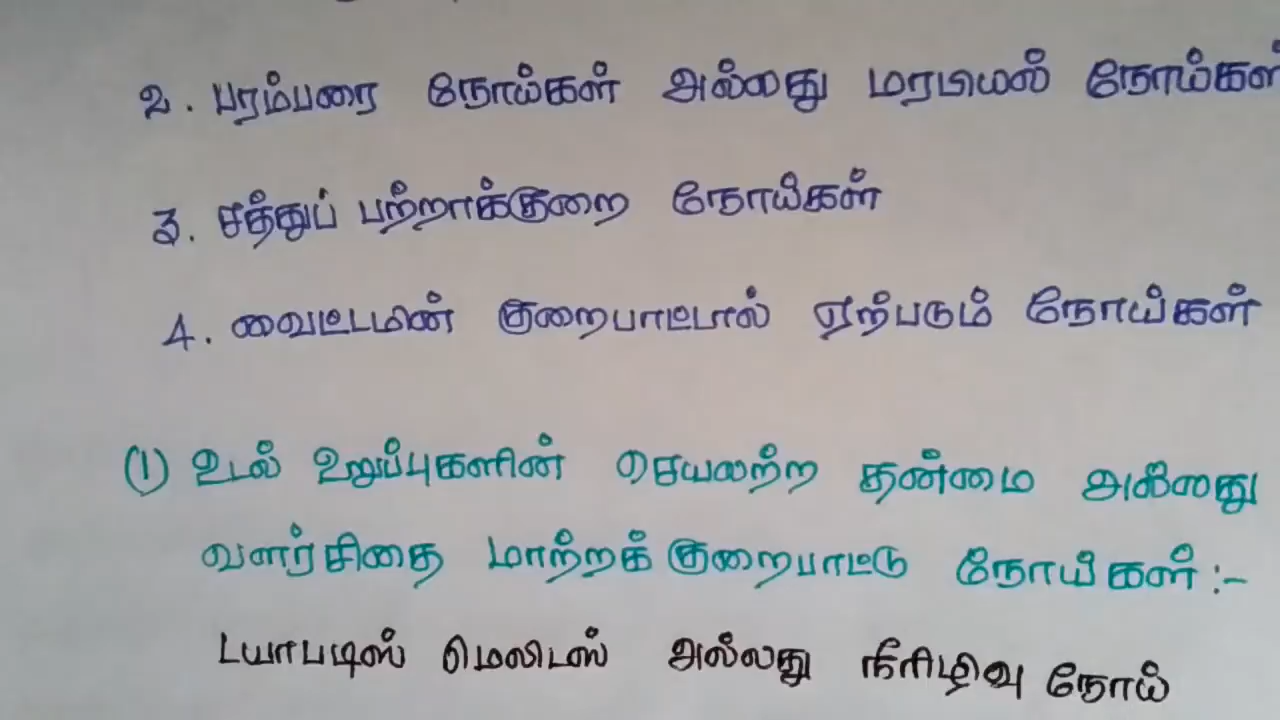 2. பரம்பரை நோய்கள் அல்லது மரபியல் நோய்கள்
3. சத்துப் பற்றாக்குறை நோய்கள்
4. வைட்டமின் குறைபாட்டால் ஏற்படும் நோய்கள்
(1) உடல் உறுப்புகளின் செயலற்ற தன்மை அல்லது
வளர்சிதை மாற்றக் குறைபாட்டு நோய்கள் :-
டயாபடிஸ் மெலிடஸ் அல்லது நீரிழிவு நோய்